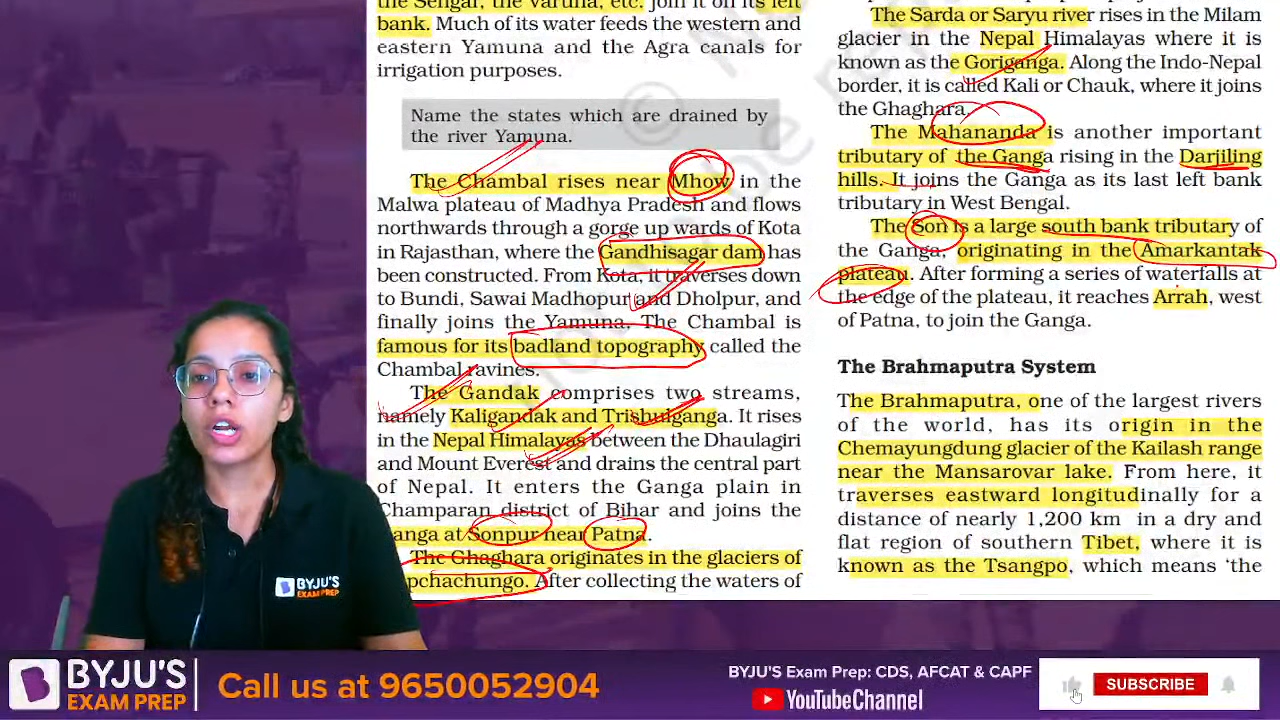 the Sengar, the Varuna, etc. join it on its left
bank. Much of its water feeds the western and
eastern Yamuna and the Agra canals for
irrigation purposes.
Name the states which are drained by
the river Yamuna.
The Chambal rises near Mhow in the
Malwa plateau of Madhya Pradesh and flows
northwards through a gorge up wards of Kota
in Rajasthan, where the Gandhisagar dam has
been constructed. From Kota, it traverses down
to Bundi, Sawai Madhopur and Dholpur, and
finally joins the Yamuna. The Chambal is
famous for its badland topography called the
Chambal ravines.
The Gandak comprises two streams,
namely Kaligandak and Trishulganga. It rises
in the Nepal Himalayas between the Dhaulagiri
and Mount Everest and drains the central part
of Nepal. It enters the Ganga plain in
Champaran district of Bihar and joins the
anga at Sonpur near Patna.
The Ghaghara originates in the glaciers of
pchachungo. After collecting the waters of
The Sarda or Saryu river rises in the Milam
glacier in the Nepal Himalayas where it is
known as the Goriganga. Along the Indo-Nepal
border, it is called Kali or Chauk, where it joins
the Ghaghara.
The Mahananda is another important
tributary of the Ganga rising in the Darjiling
hills. It joins the Ganga as its last left bank
tributary in West Bengal.
The Son is a large south bank tributary of
the Ganga, originating in the Amarkantak
plateau. After forming a series of waterfalls at
the edge of the plateau, it reaches Arrah, west
of Patna, to join the Ganga.
The Brahmaputra System
The Brahmaputra, one of the largest rivers
of the world, has its origin in the
Chemayungdung glacier of the Kailash range
near the Mansarovar lake. From here, it
traverses eastward longitudinally for a
distance of nearly 1,200 km in a dry and
flat region of southern Tibet, where it is
known as the Tsangpo, which means 'the
BYJU'S
EXAM PREP
BYJU'S
EXAM PREP
Call us at 9650052904
BYJU'S Exam Prep: CDS, AFCAT & CAPF
YouTubeChannel
SUBSCRIBE